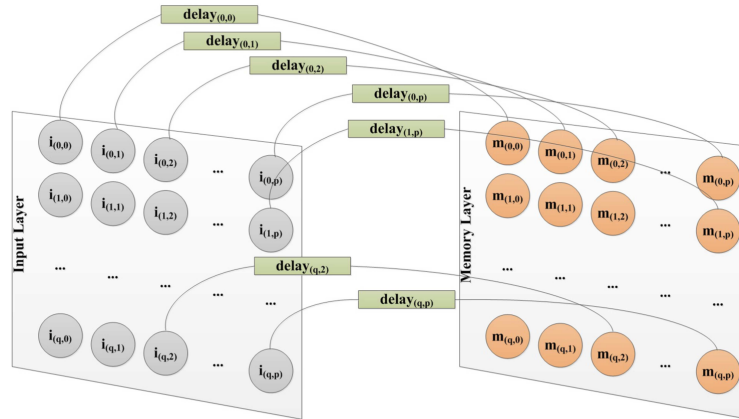 delay(0,0)
delay(0,1)
delay(0,2)
delay(0,p)
delay(1,p)
Input Layer
i(0,0) i(0,1) i(0,2) ... i(0,p)
i(1,0) i(1,1) i(1,2) ... i(1,p)
... ... ... ... ...
i(q,0) i(q,1) i(q,2) ... i(q,p)
delay(q,2)
delay(q,p)
Memory Layer
m(0,0) m(0,1) m(0,2) ... m(0,p)
m(1,0) m(1,1) m(1,2) ... m(1,p)
... ... ... ... ...
m(q,0) m(q,1) m(q,2) ... m(q,p)